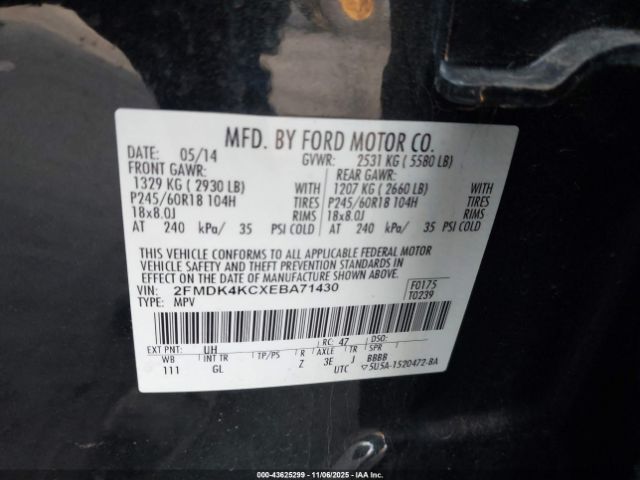 MFD. BY FORD MOTOR CO.
DATE: 05/14 GVWR: 2531 KG ( 5580 LB)
FRONT GAWR: REAR GAWR:
1329 KG ( 2930 LB) WITH 1207 KG ( 2660 LB) WITH
P245/60R18 104H TIRES P245/60R18 104H TIRES
18x8.0J RIMS 18x8.0J RIMS
AT 240 kPa/ 35 PSI COLD AT 240 kPa/ 35 PSI COLD
THIS VEHICLE CONFORMS TO ALL APPLICABLE FEDERAL MOTOR
VEHICLE SAFETY AND THEFT PREVENTION STANDARDS IN
EFFECT ON THE DATE OF MANUFACTURE SHOWN ABOVE.
VIN: 2FMDK4KCXEBA71430 F0175
TYPE: MPV T0239
EXT PNT: UH RC: 47 DSO:
WB INT TR TP/PS R AXLE TR SPR
111 GL Z 3E J BBBB
UTC 5U5A-1520472-BA
00-43625299 - 11/06/2025 - IAAI.com